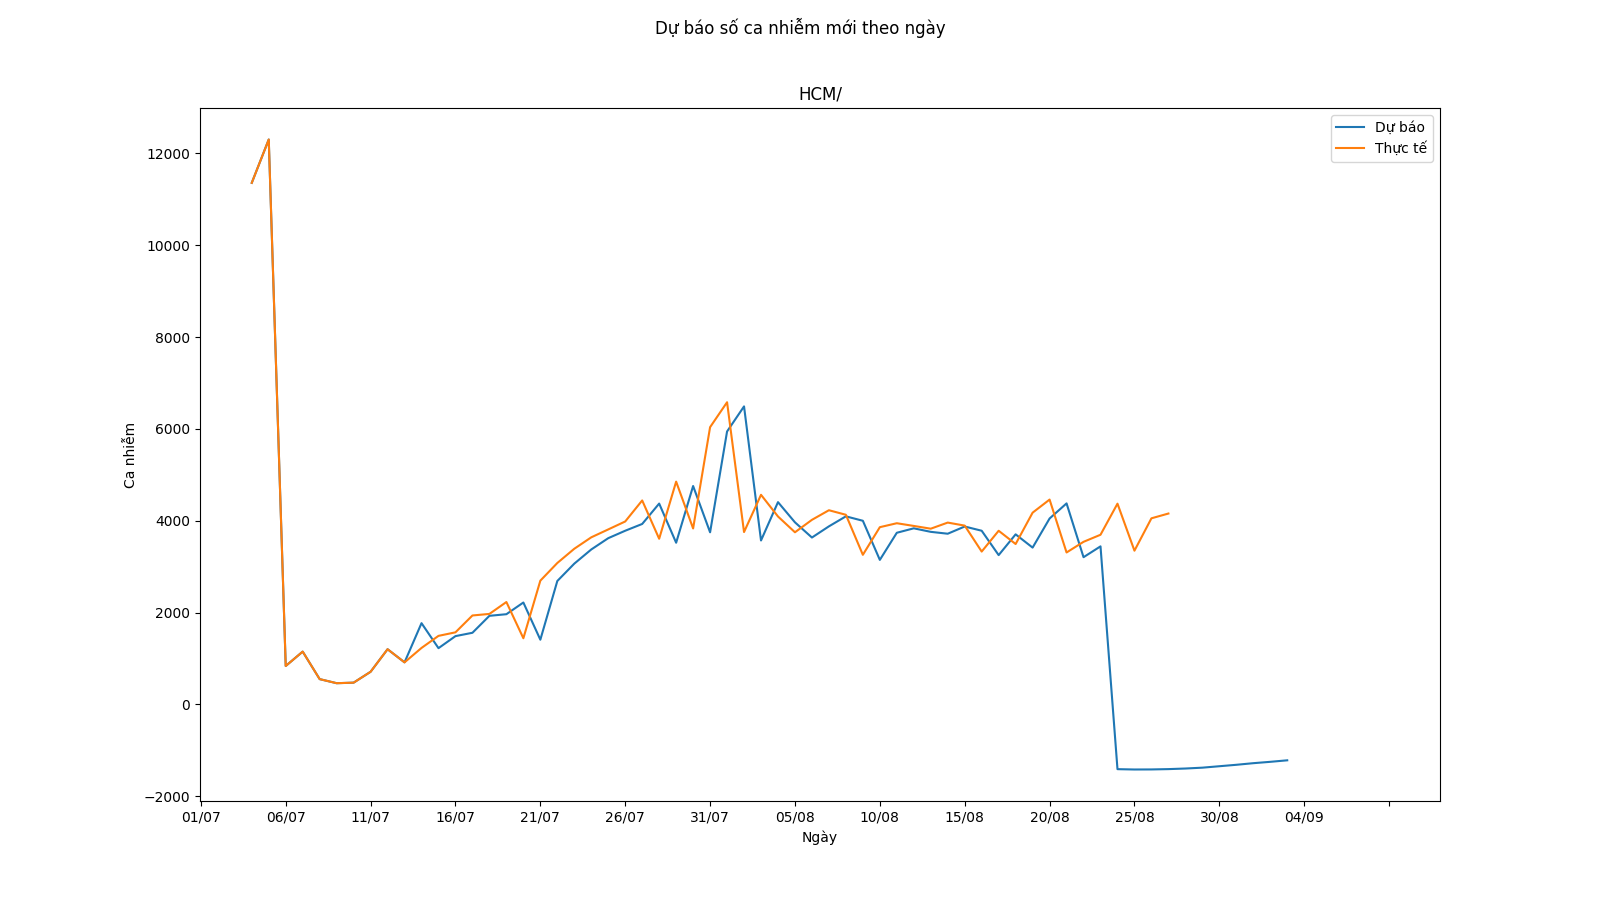 Dự báo số ca nhiễm mới theo ngày
HCM/
Dự báo
Thực tế
12000
10000
8000
6000
4000
2000
0
−2000
Ca nhiễm
01/07 06/07 11/07 16/07 21/07 26/07 31/07 05/08 10/08 15/08 20/08 25/08 30/08 04/09
Ngày